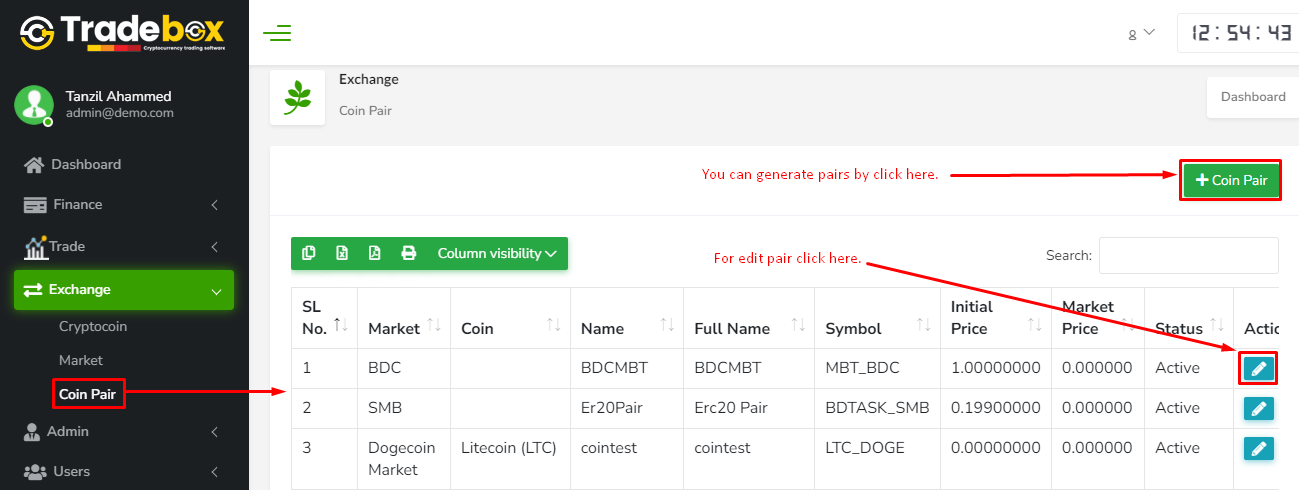 Tradebox
Cryptocurrency trading software
8
12:54:43
Tanzil Ahammed
admin@demo.com
Exchange
Coin Pair
Dashboard
Dashboard
Finance
Trade
Exchange
Cryptocoin
Market
Coin Pair
Admin
Users
You can generate pairs by click here.
+ Coin Pair
Column visibility
For edit pair click here.
Search:
SL No. Market Coin Name Full Name Symbol Initial Price Market Price Status Actic
1 BDC BDCMBT BDCMBT MBT_BDC 1.00000000 0.000000 Active
2 SMB Er20Pair Erc20 Pair BDTASK_SMB 0.19900000 0.000000 Active
3 Dogecoin Market Litecoin (LTC) cointest cointest LTC_DOGE 0.00000000 0.000000 Active